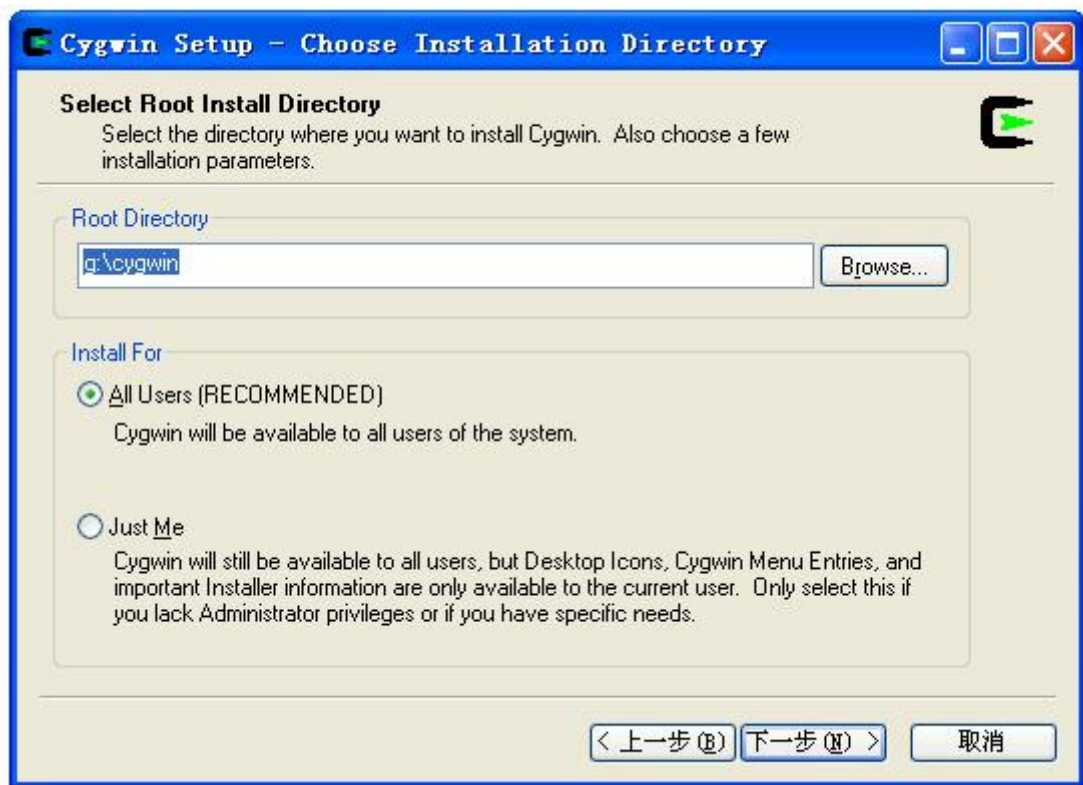 Cygwin Setup - Choose Installation Directory
Select Root Install Directory
Select the directory where you want to install Cygwin. Also choose a few
installation parameters.
Root Directory
g:\cygwin
Browse...
Install For
All Users (RECOMMENDED)
Cygwin will be available to all users of the system.
Just Me
Cygwin will still be available to all users, but Desktop Icons, Cygwin Menu Entries, and
important Installer information are only available to the current user. Only select this if
you lack Administrator privileges or if you have specific needs.
< 上一步(B) 下一步(N) > 取消